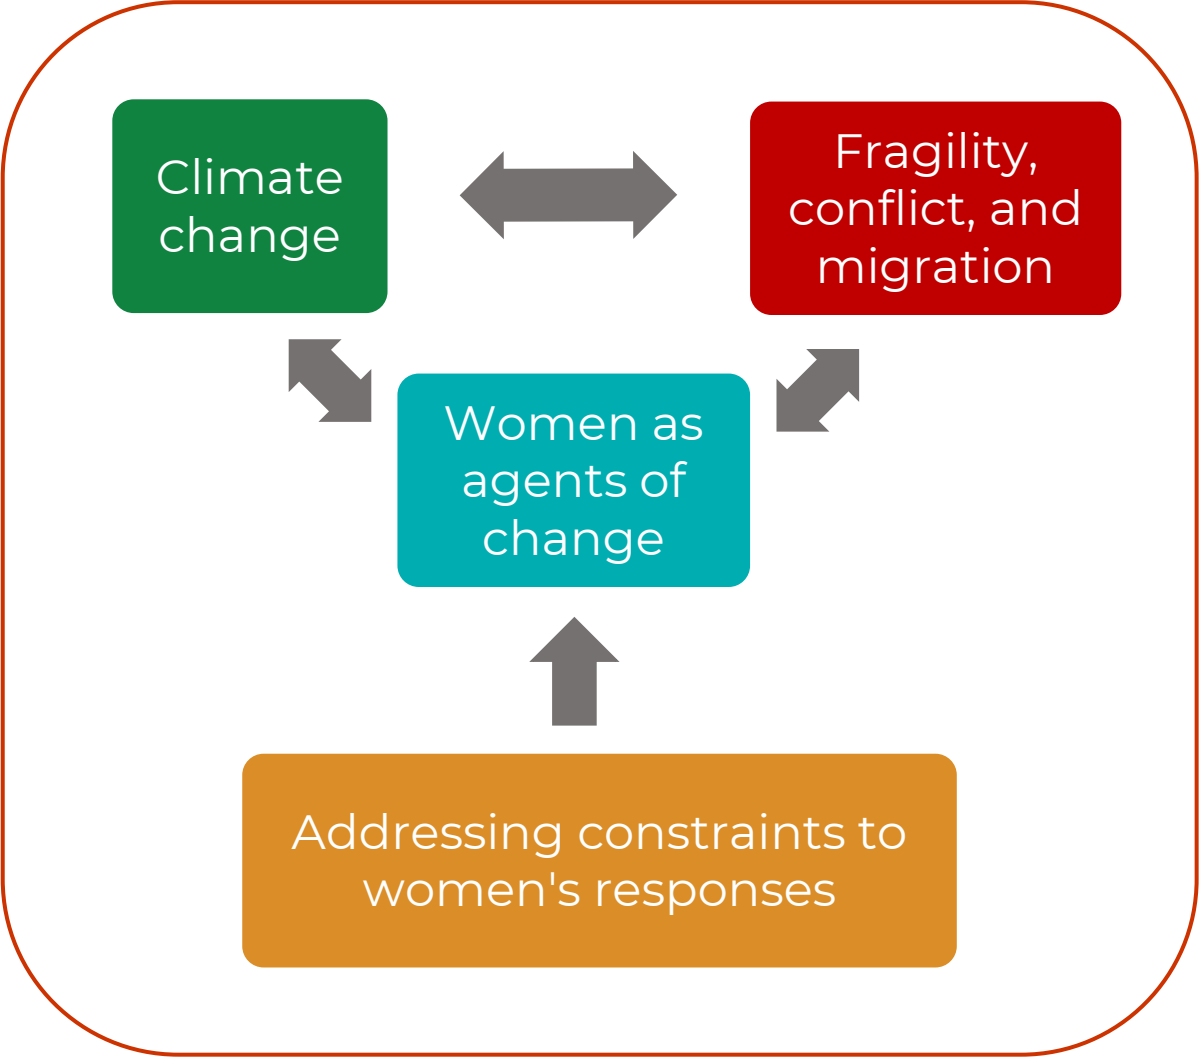 Climate
change
Fragility,
conflict, and
migration
Women as
agents of
change
Addressing constraints to
women's responses